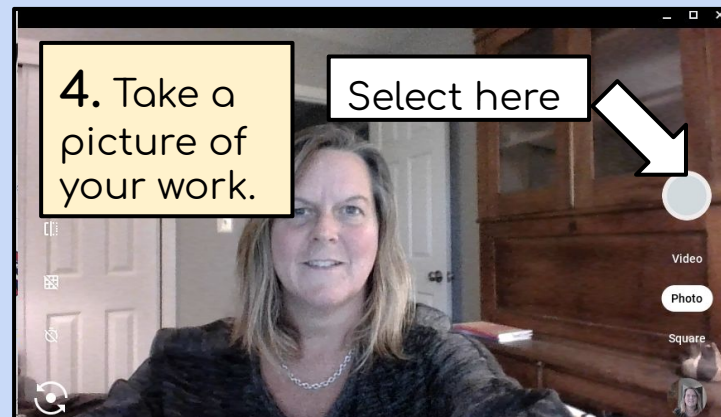 4. Take a
picture of
your work.
Select here
Video
Photo
Square